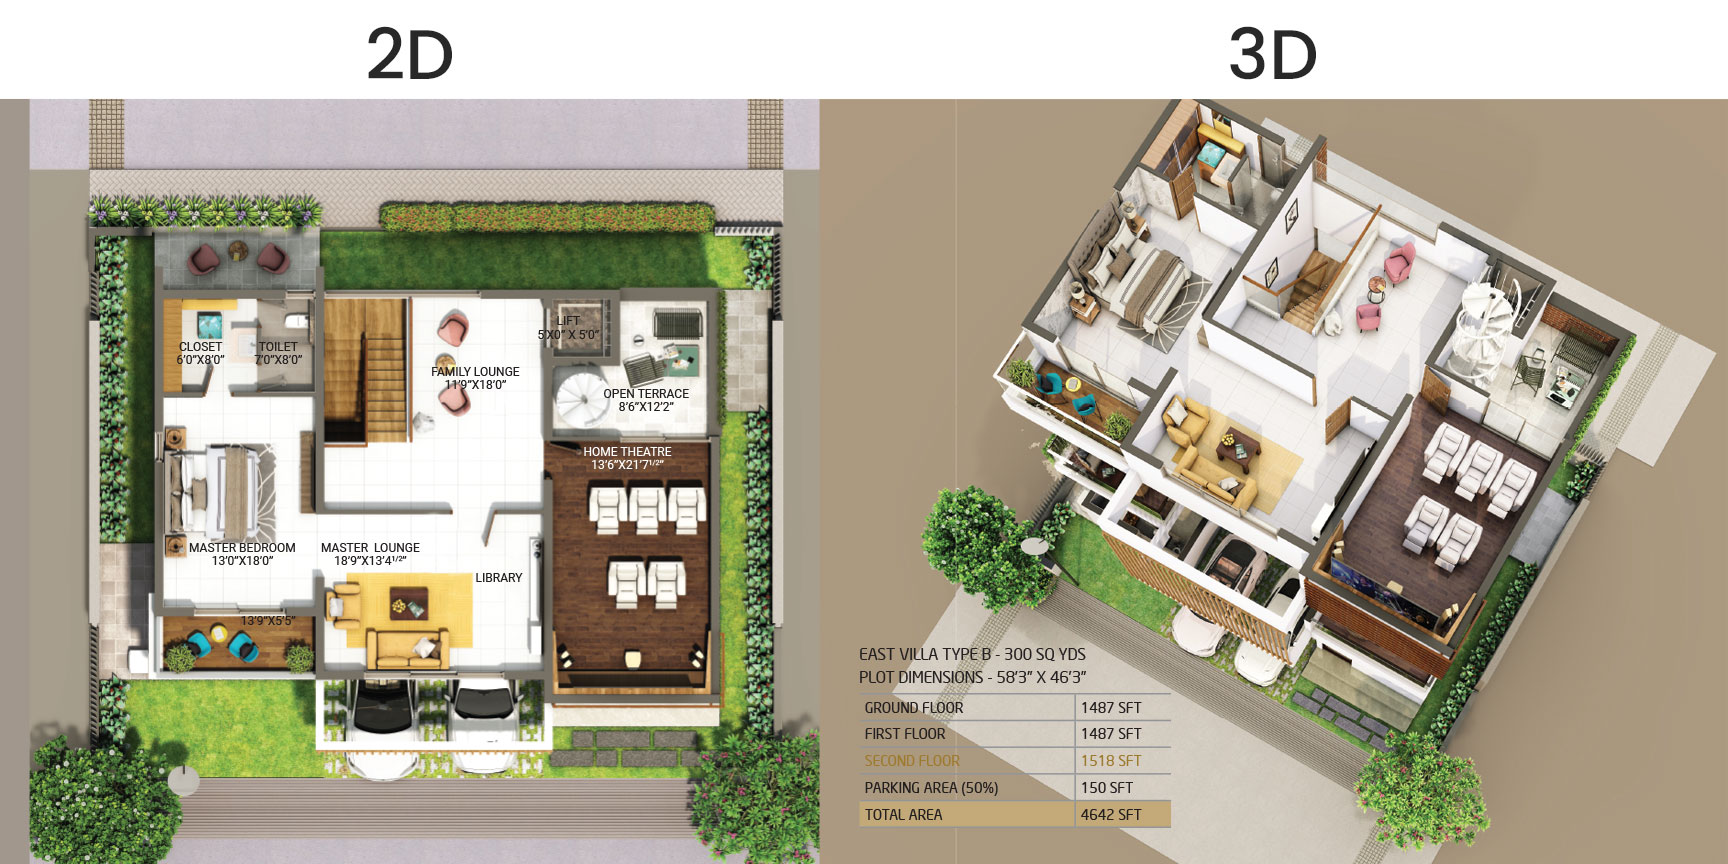 2D
3D
CLOSET
6'0"X8'0"
TOILET
7'0"X8'0"
FAMILY LOUNGE
11'9"X18'0"
LIFT
5'X0" X 5'0"
OPEN TERRACE
8'6"X12'2"
HOME THEATRE
13'6"X21'7 1/2"
MASTER BEDROOM
13'0"X18'0"
MASTER LOUNGE
18'9"X13'4 1/2"
LIBRARY
13'9"X5'5"
EAST VILLA TYPE B - 300 SQ YDS
PLOT DIMENSIONS - 58'3" X 46'3"
GROUND FLOOR 1487 SFT
FIRST FLOOR 1487 SFT
SECOND FLOOR 1518 SFT
PARKING AREA (50%) 150 SFT
TOTAL AREA 4642 SFT